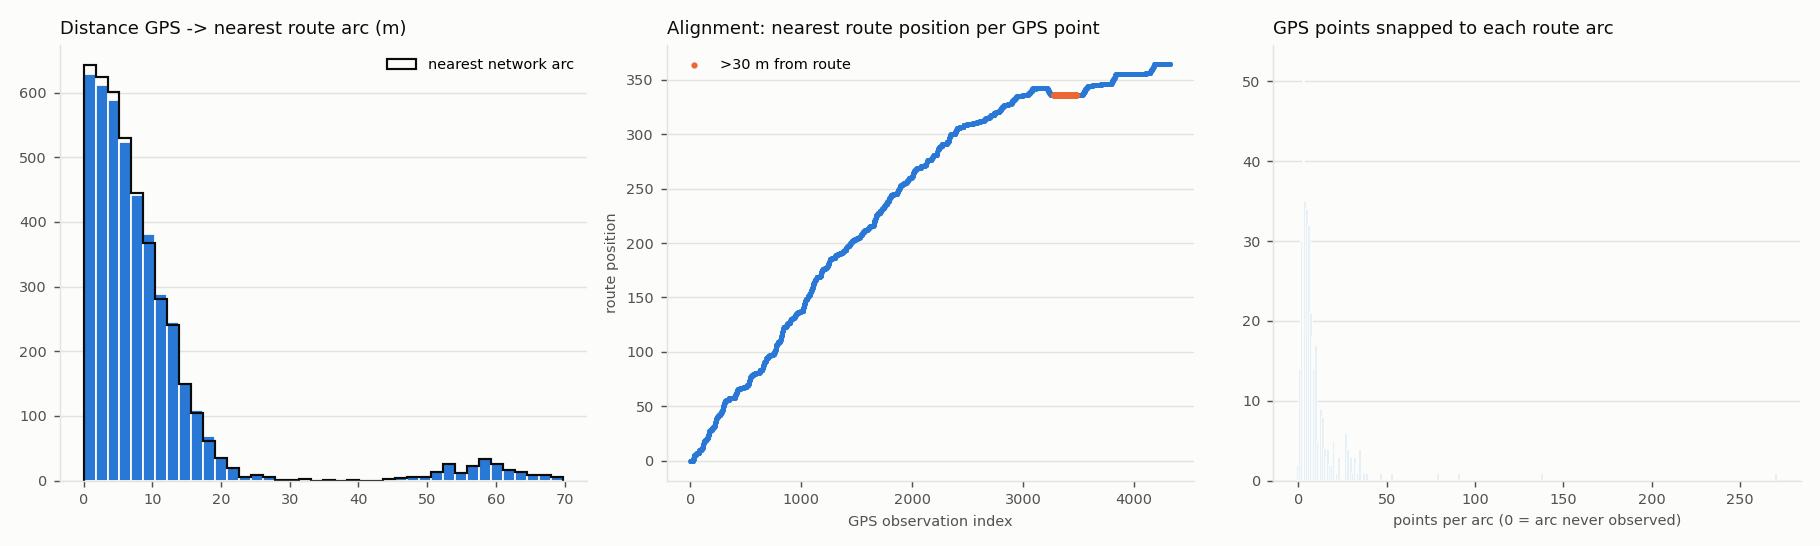 Distance GPS -> nearest route arc (m)
nearest network arc
600
500
400
300
200
100
0
0 10 20 30 40 50 60 70
Alignment: nearest route position per GPS point
>30 m from route
route position
350
300
250
200
150
100
50
0
0 1000 2000 3000 4000
GPS observation index
GPS points snapped to each route arc
50
40
30
20
10
0
0 50 100 150 200 250
points per arc (0 = arc never observed)